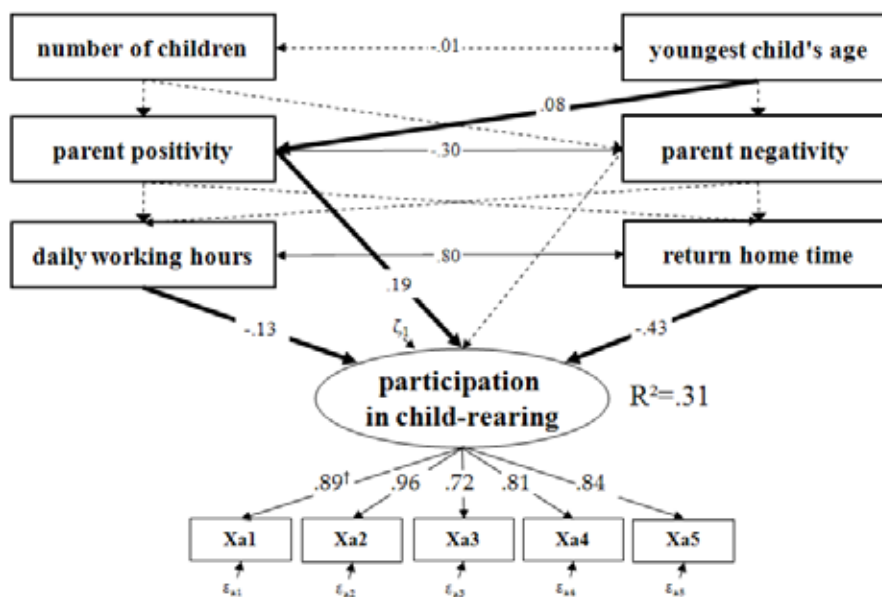 number of children
-.01
youngest child's age
.08
parent positivity
-.30
parent negativity
daily working hours
.80
return home time
.19
-.13
ζ1
-.43
participation
in child-rearing
R²=.31
.89†
.96
.72
.81
.84
Xa1
Xa2
Xa3
Xa4
Xa5
εa1
εa2
εa3
εa4
εa5